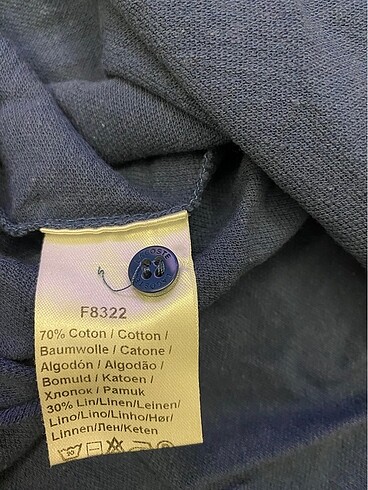 F8322
70% Coton / Cotton /
Baumwolle / Catone /
Algodón / Algodão /
Bomuld / Katoen /
Хлопок / Pamuk
30% Lin/Linen/Leinen/
Lino/Lino/Linho/Hør/
Linnen/Лен/Keten